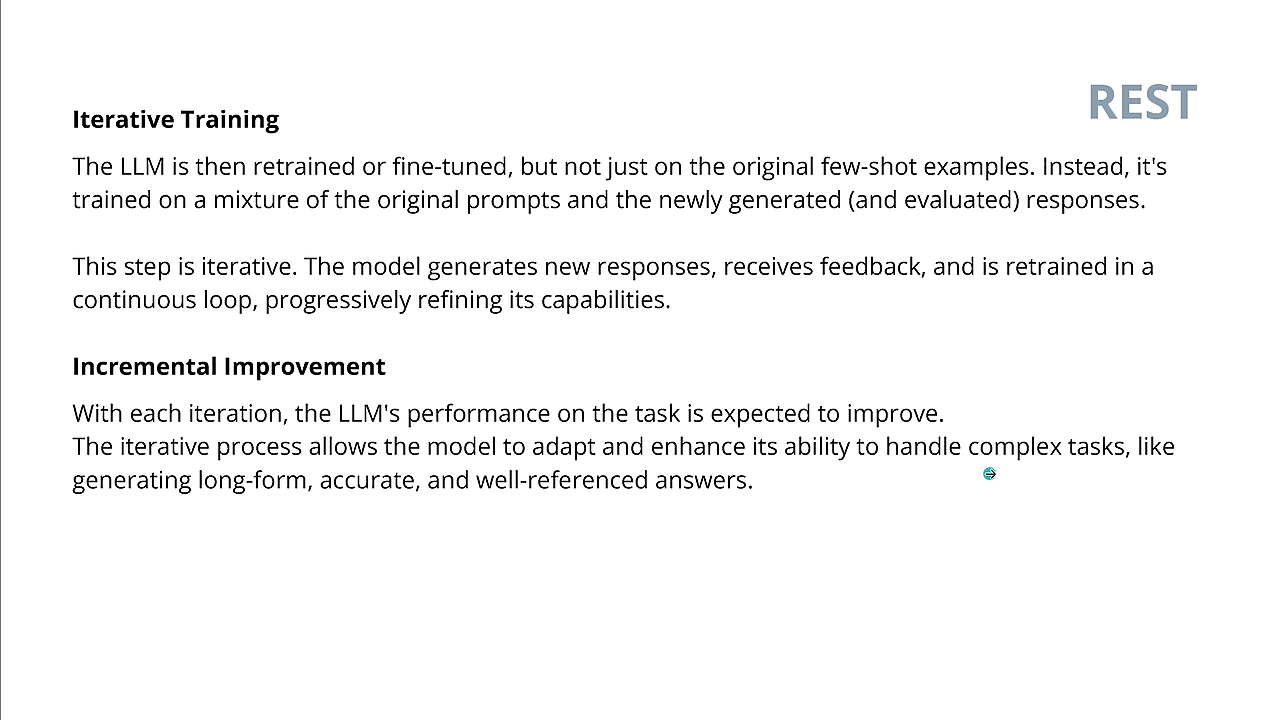 REST
Iterative Training
The LLM is then retrained or fine-tuned, but not just on the original few-shot examples. Instead, it's
trained on a mixture of the original prompts and the newly generated (and evaluated) responses.
This step is iterative. The model generates new responses, receives feedback, and is retrained in a
continuous loop, progressively refining its capabilities.
Incremental Improvement
With each iteration, the LLM's performance on the task is expected to improve.
The iterative process allows the model to adapt and enhance its ability to handle complex tasks, like
generating long-form, accurate, and well-referenced answers.